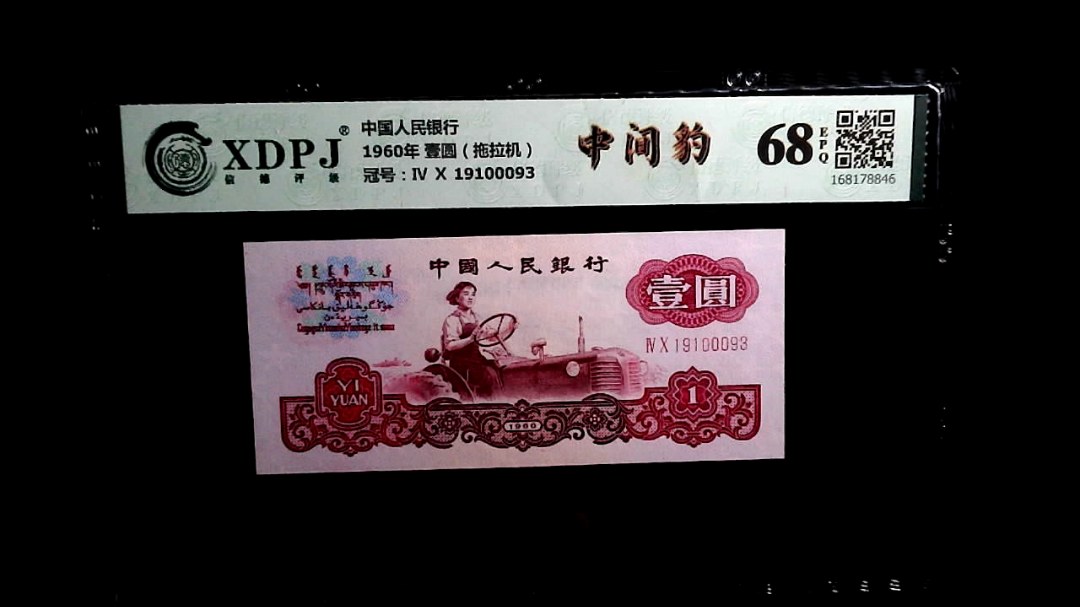 XDPJ®
信德评级
中国人民银行
1960年 壹圆（拖拉机）
冠号：Ⅳ Ⅹ 19100093
中间豹
68
EPQ
168178846
中國人民銀行
壹圓
Ⅳ Ⅹ 19100093
YI
YUAN
1960
1